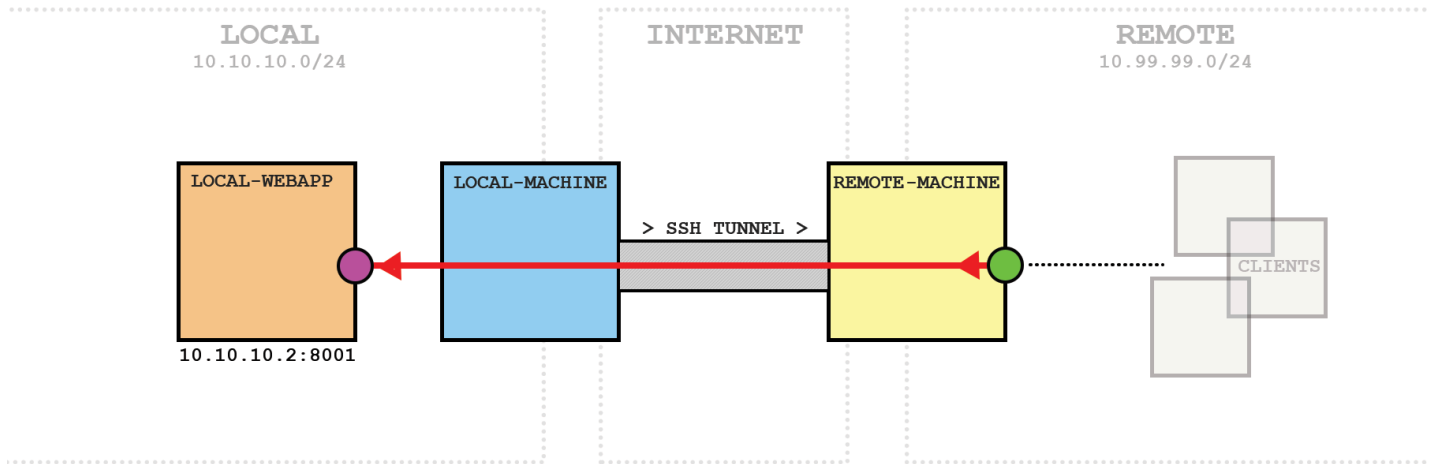 LOCAL
10.10.10.0/24
INTERNET
REMOTE
10.99.99.0/24
LOCAL-WEBAPP
LOCAL-MACHINE
REMOTE-MACHINE
> SSH TUNNEL >
CLIENTS
10.10.10.2:8001